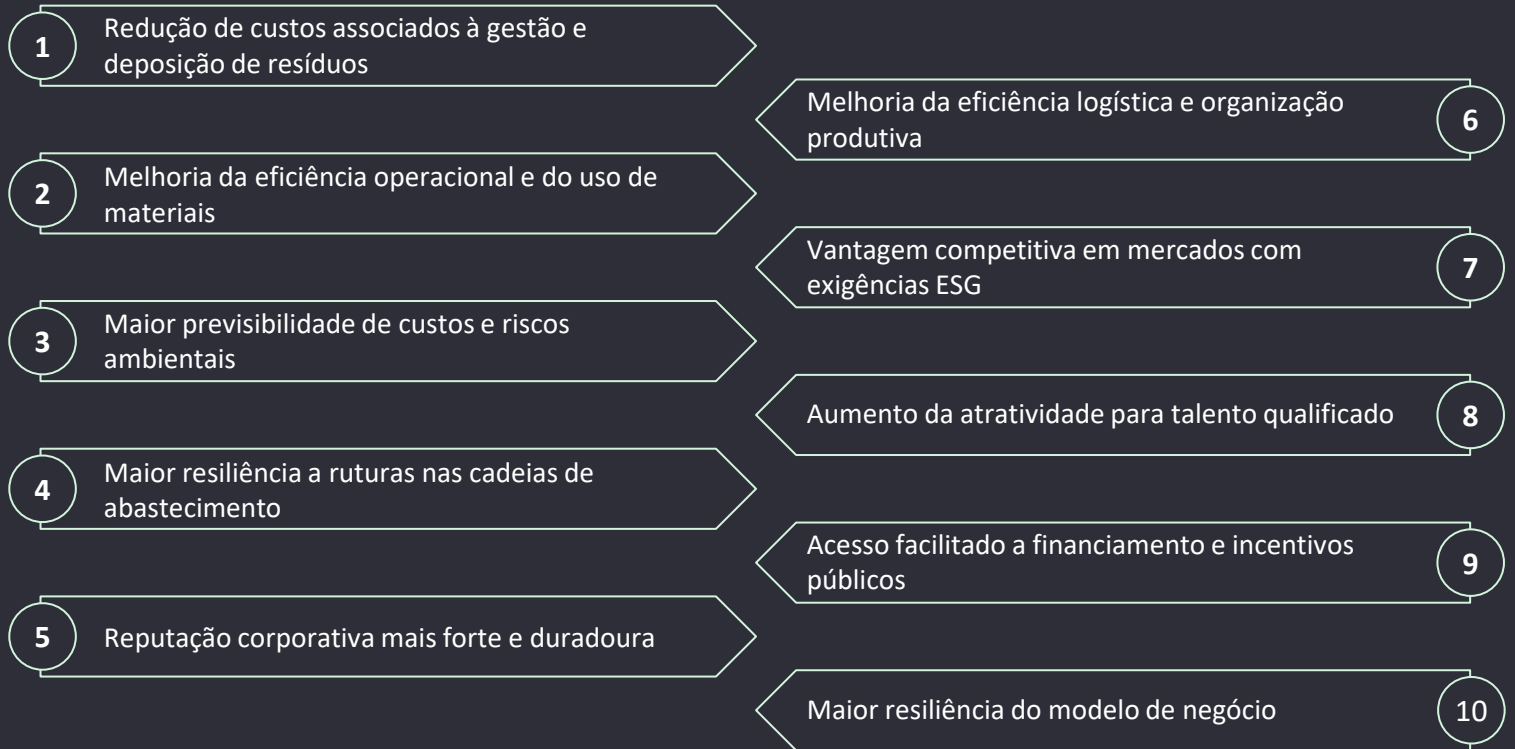 1
Redução de custos associados à gestão e
deposição de resíduos
2
Melhoria da eficiência operacional e do uso de
materiais
3
Maior previsibilidade de custos e riscos
ambientais
4
Maior resiliência a ruturas nas cadeias de
abastecimento
5
Reputação corporativa mais forte e duradoura
Melhoria da eficiência logística e organização
produtiva
6
Vantagem competitiva em mercados com
exigências ESG
7
Aumento da atratividade para talento qualificado
8
Acesso facilitado a financiamento e incentivos
públicos
9
Maior resiliência do modelo de negócio
10